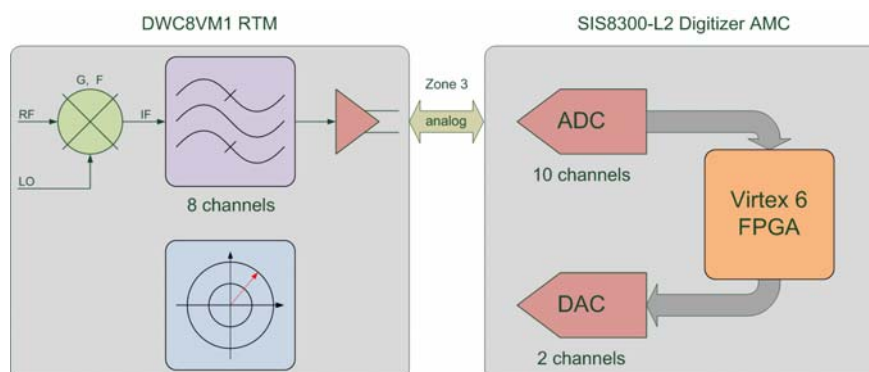 DWC8VM1 RTM
SIS8300-L2 Digitizer AMC
G, F
RF
IF
LO
8 channels
Zone 3
analog
ADC
10 channels
Virtex 6
FPGA
DAC
2 channels